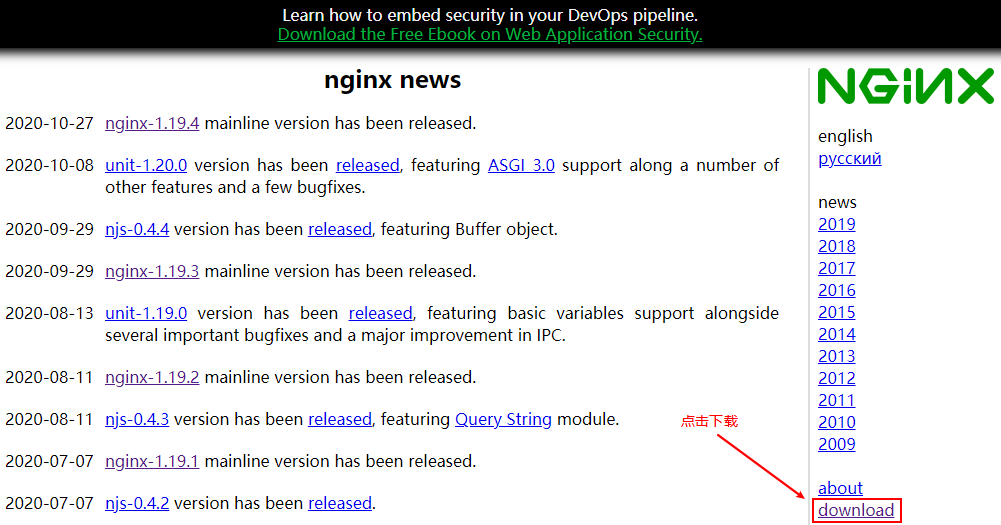 Learn how to embed security in your DevOps pipeline.
Download the Free Ebook on Web Application Security.
nginx news
2020-10-27 nginx-1.19.4 mainline version has been released.
2020-10-08 unit-1.20.0 version has been released, featuring ASGI 3.0 support along a number of
other features and a few bugfixes.
2020-09-29 njs-0.4.4 version has been released, featuring Buffer object.
2020-09-29 nginx-1.19.3 mainline version has been released.
2020-08-13 unit-1.19.0 version has been released, featuring basic variables support alongside
several important bugfixes and a major improvement in IPC.
2020-08-11 nginx-1.19.2 mainline version has been released.
2020-08-11 njs-0.4.3 version has been released, featuring Query String module.
2020-07-07 nginx-1.19.1 mainline version has been released.
2020-07-07 njs-0.4.2 version has been released.
点击下载
NGINX
english
русский
news
2019
2018
2017
2016
2015
2014
2013
2012
2011
2010
2009
about
download